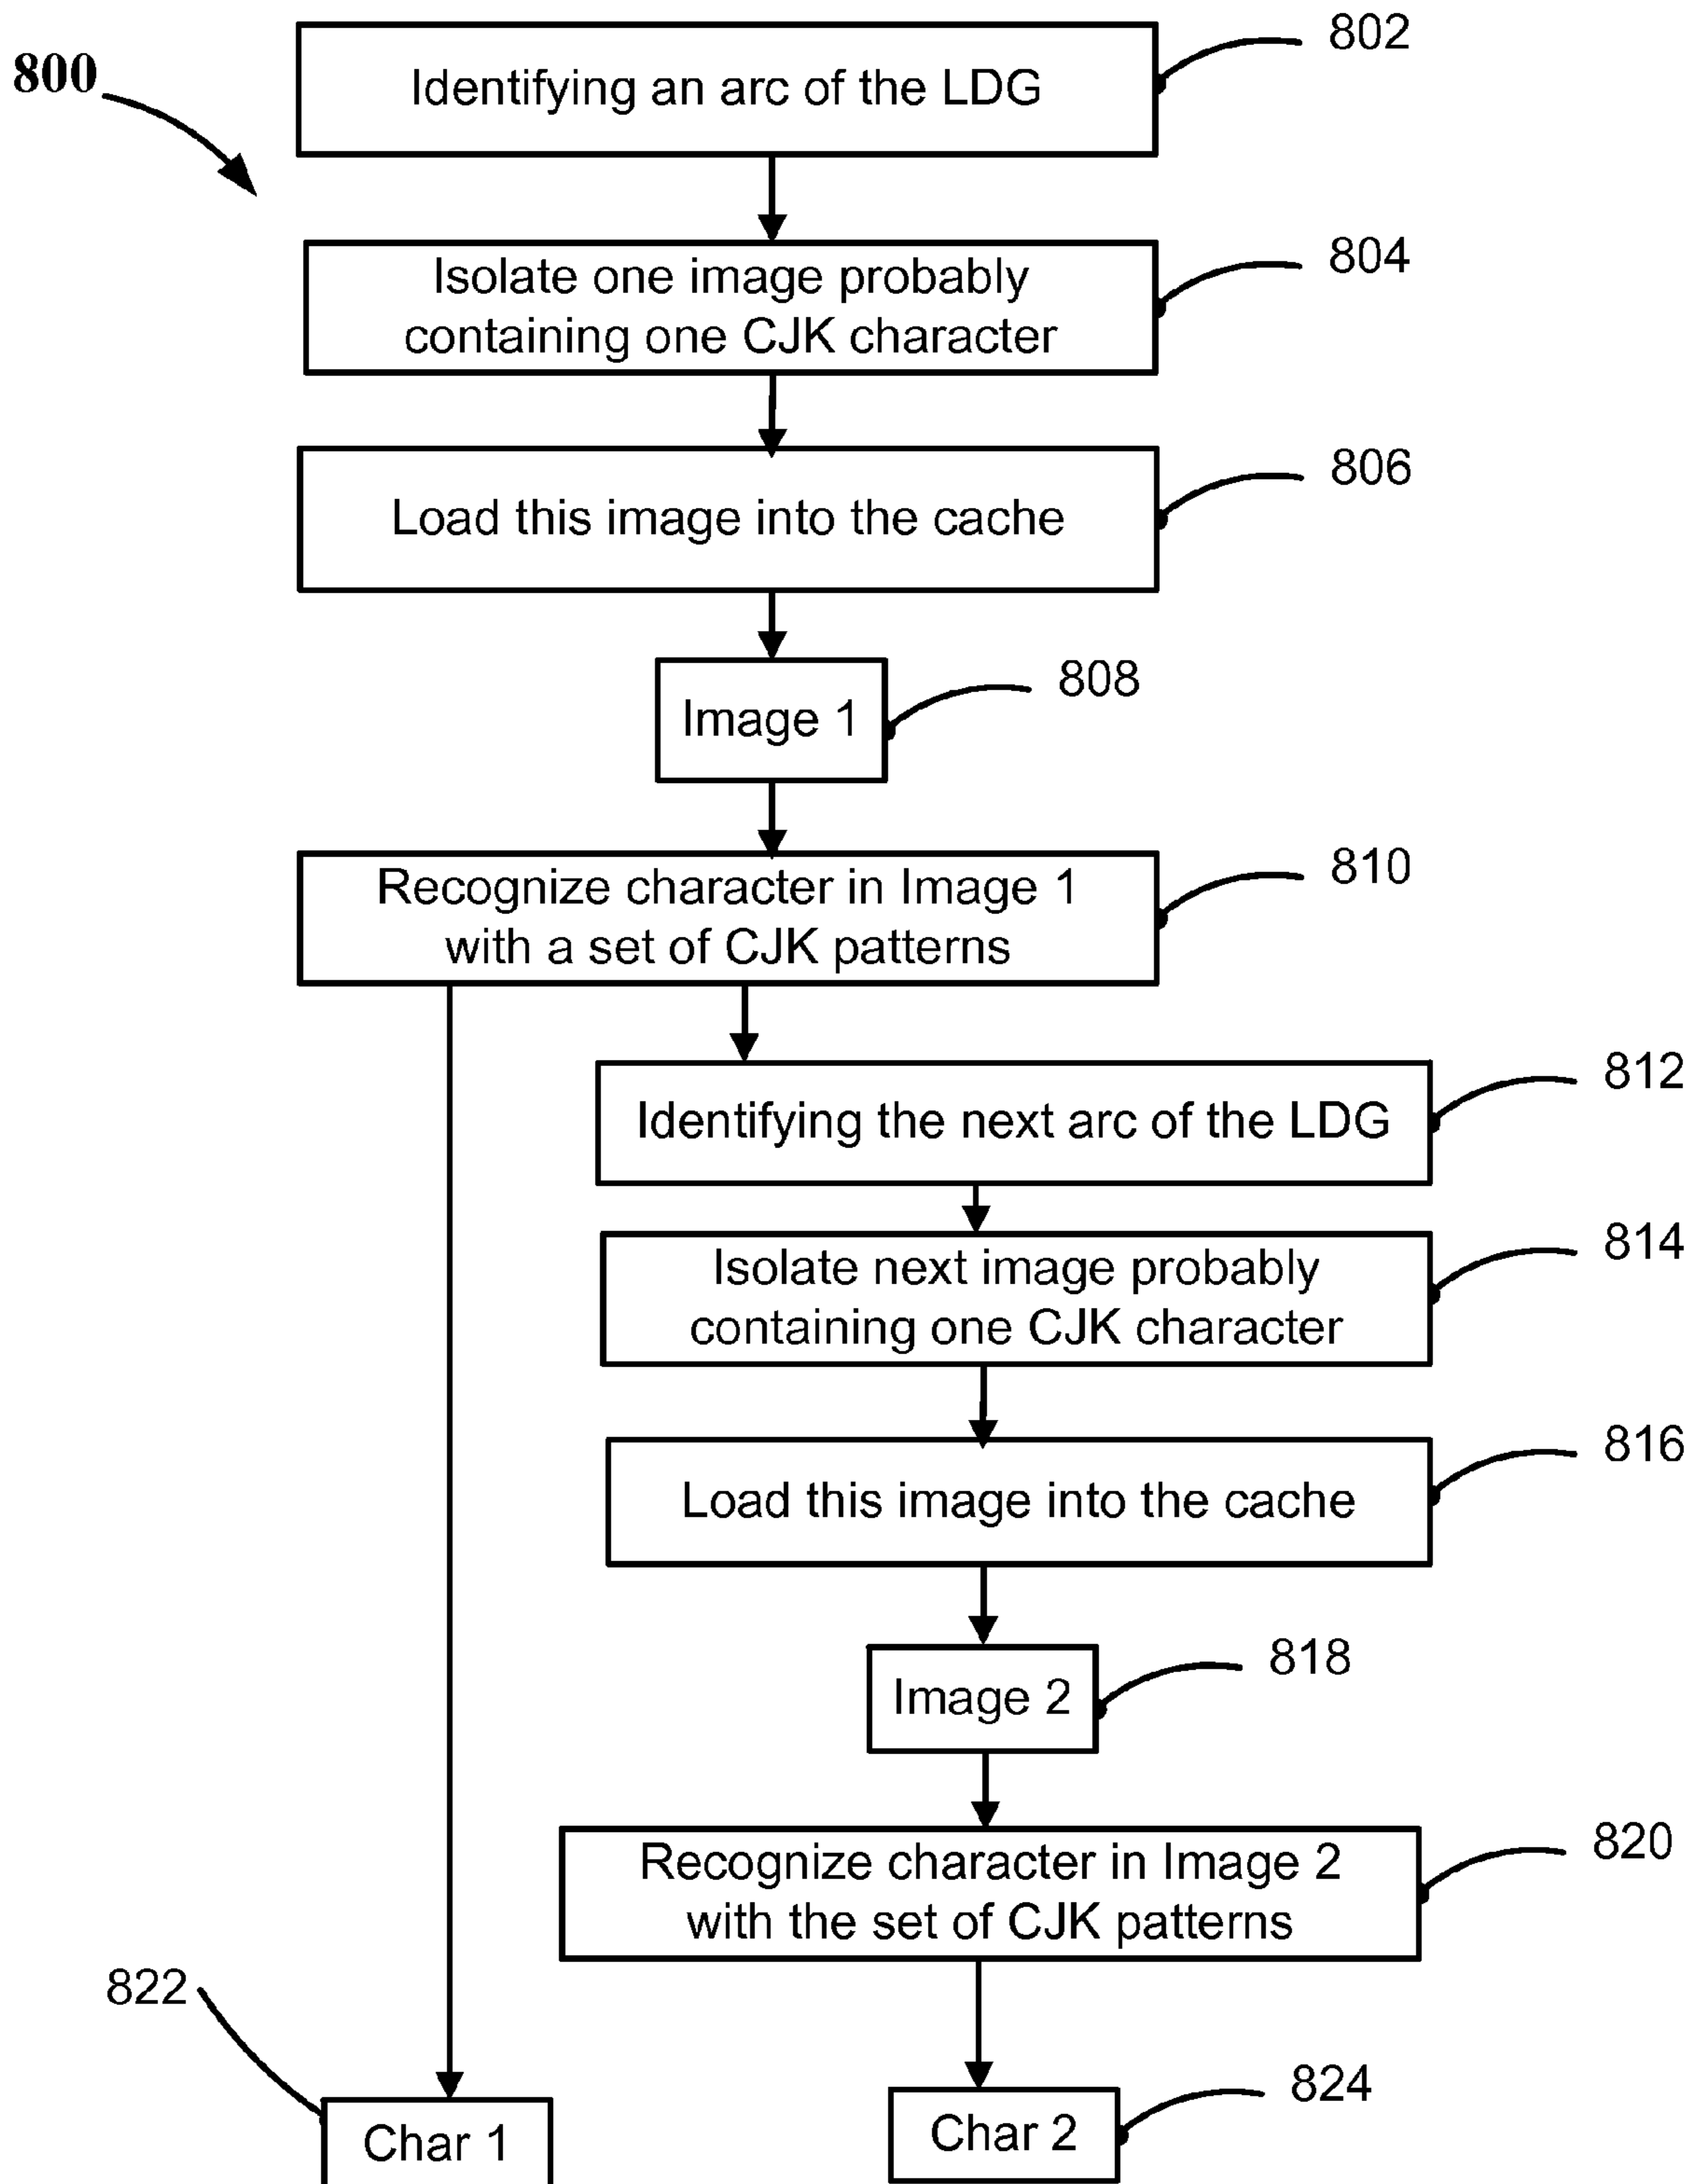 800
802
Identifying an arc of the LDG
804
Isolate one image probably
containing one CJK character
806
Load this image into the cache
808
Image 1
810
Recognize character in Image 1
with a set of CJK patterns
812
Identifying the next arc of the LDG
814
Isolate next image probably
containing one CJK character
816
Load this image into the cache
818
Image 2
820
Recognize character in Image 2
with the set of CJK patterns
822
Char 1
824
Char 2